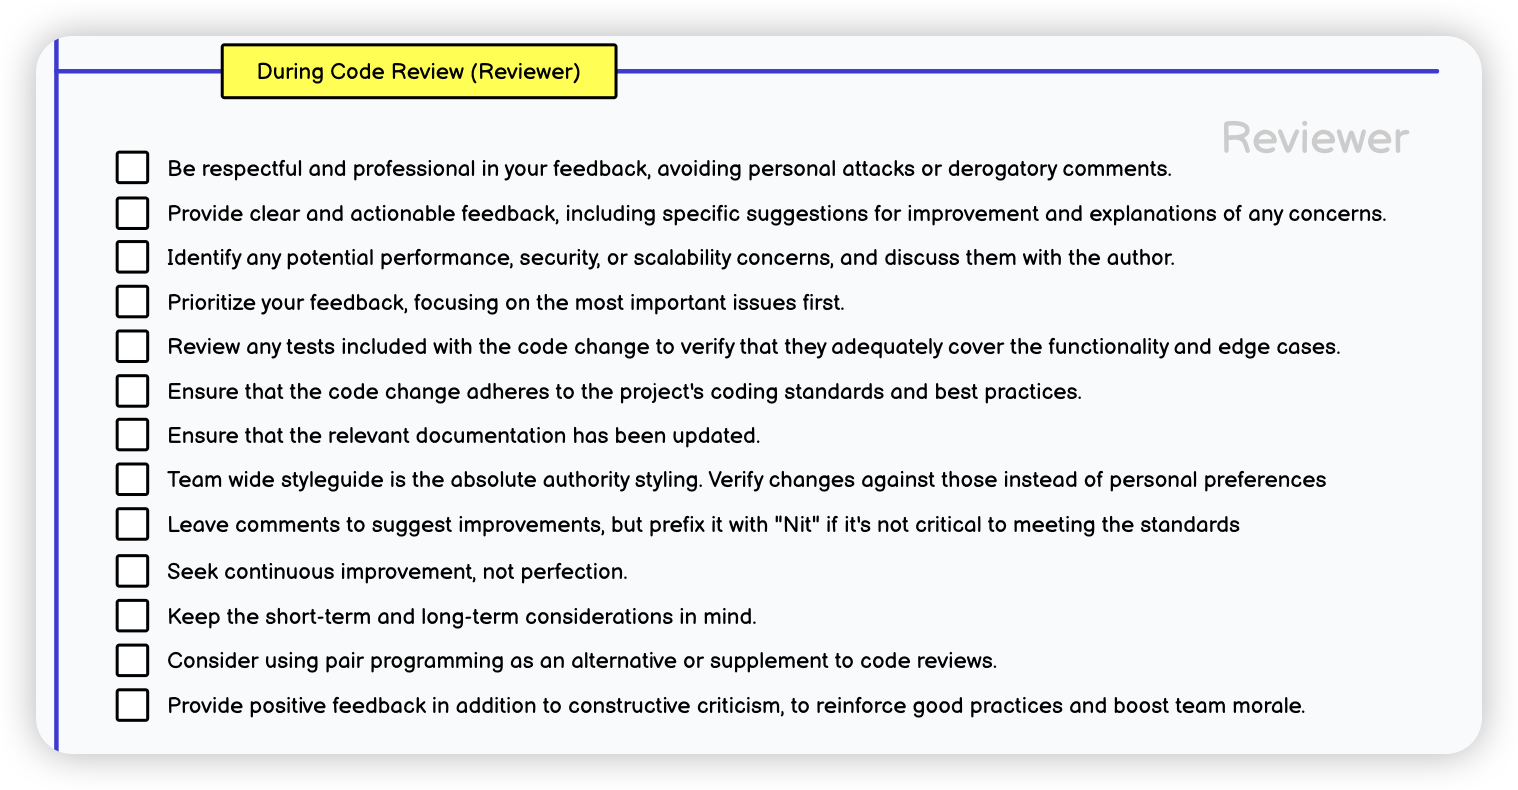 During Code Review (Reviewer)
Reviewer
Be respectful and professional in your feedback, avoiding personal attacks or derogatory comments.
Provide clear and actionable feedback, including specific suggestions for improvement and explanations of any concerns.
Identify any potential performance, security, or scalability concerns, and discuss them with the author.
Prioritize your feedback, focusing on the most important issues first.
Review any tests included with the code change to verify that they adequately cover the functionality and edge cases.
Ensure that the code change adheres to the project's coding standards and best practices.
Ensure that the relevant documentation has been updated.
Team wide styleguide is the absolute authority styling. Verify changes against those instead of personal preferences
Leave comments to suggest improvements, but prefix it with "Nit" if it's not critical to meeting the standards
Seek continuous improvement, not perfection.
Keep the short-term and long-term considerations in mind.
Consider using pair programming as an alternative or supplement to code reviews.
Provide positive feedback in addition to constructive criticism, to reinforce good practices and boost team morale.